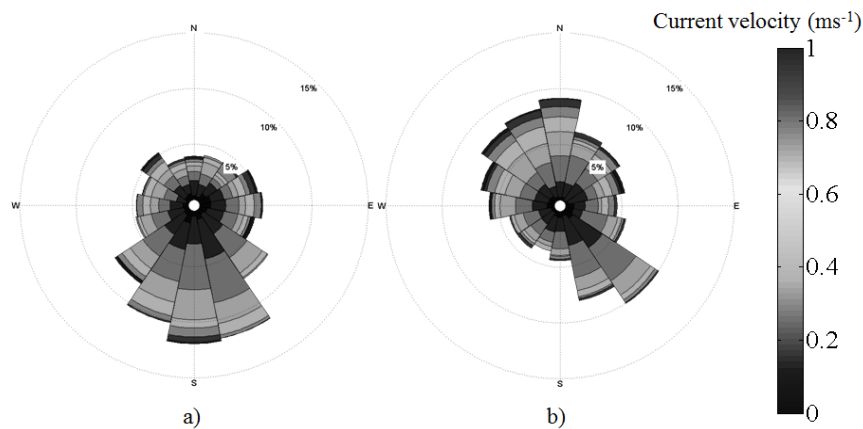 Current velocity (ms⁻¹)
N
15%
10%
5%
W
E
S
a)
N
15%
10%
5%
W
E
S
b)
1
0.8
0.6
0.4
0.2
0